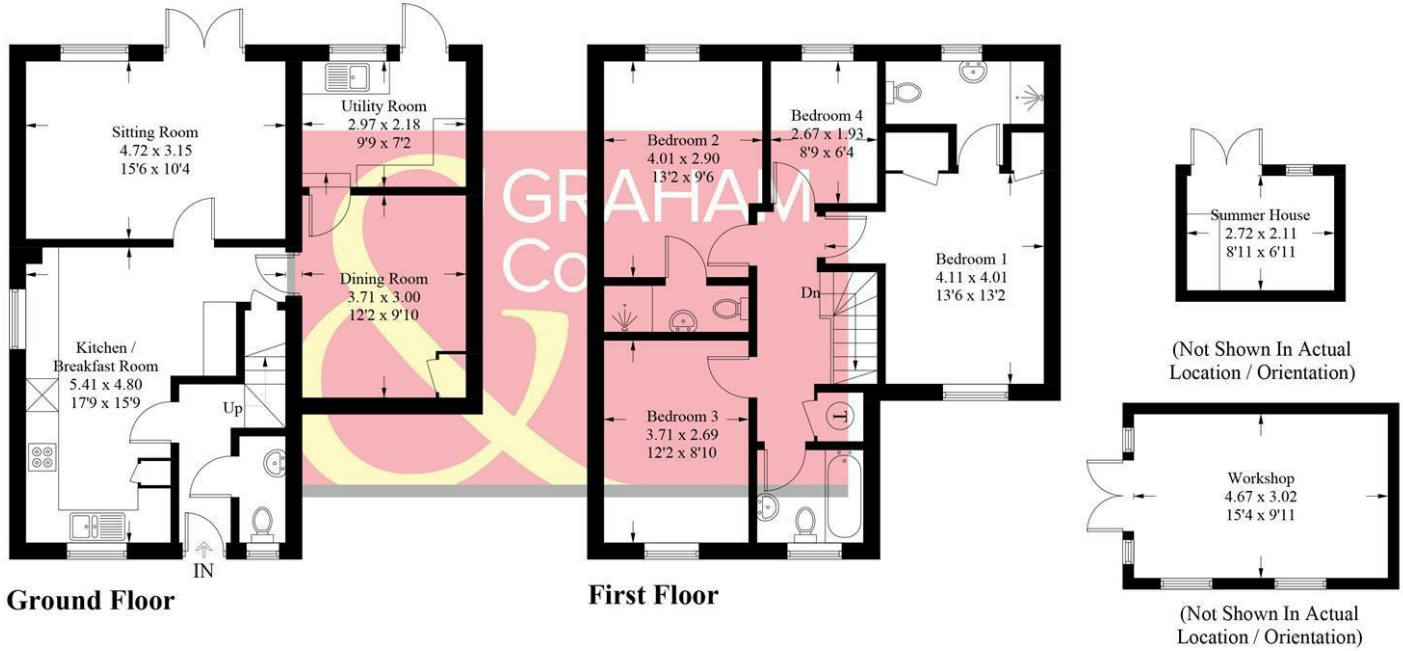 Sitting Room
4.72 x 3.15
15'6 x 10'4
Utility Room
2.97 x 2.18
9'9 x 7'2
Dining Room
3.71 x 3.00
12'2 x 9'10
Kitchen /
Breakfast Room
5.41 x 4.80
17'9 x 15'9
Up
IN
Ground Floor
Bedroom 2
4.01 x 2.90
13'2 x 9'6
Bedroom 4
2.67 x 1.93
8'9 x 6'4
Bedroom 1
4.11 x 4.01
13'6 x 13'2
Dn
Bedroom 3
3.71 x 2.69
12'2 x 8'10
T
First Floor
& GRAHAM
Co
Summer House
2.72 x 2.11
8'11 x 6'11
(Not Shown In Actual
Location / Orientation)
Workshop
4.67 x 3.02
15'4 x 9'11
(Not Shown In Actual
Location / Orientation)